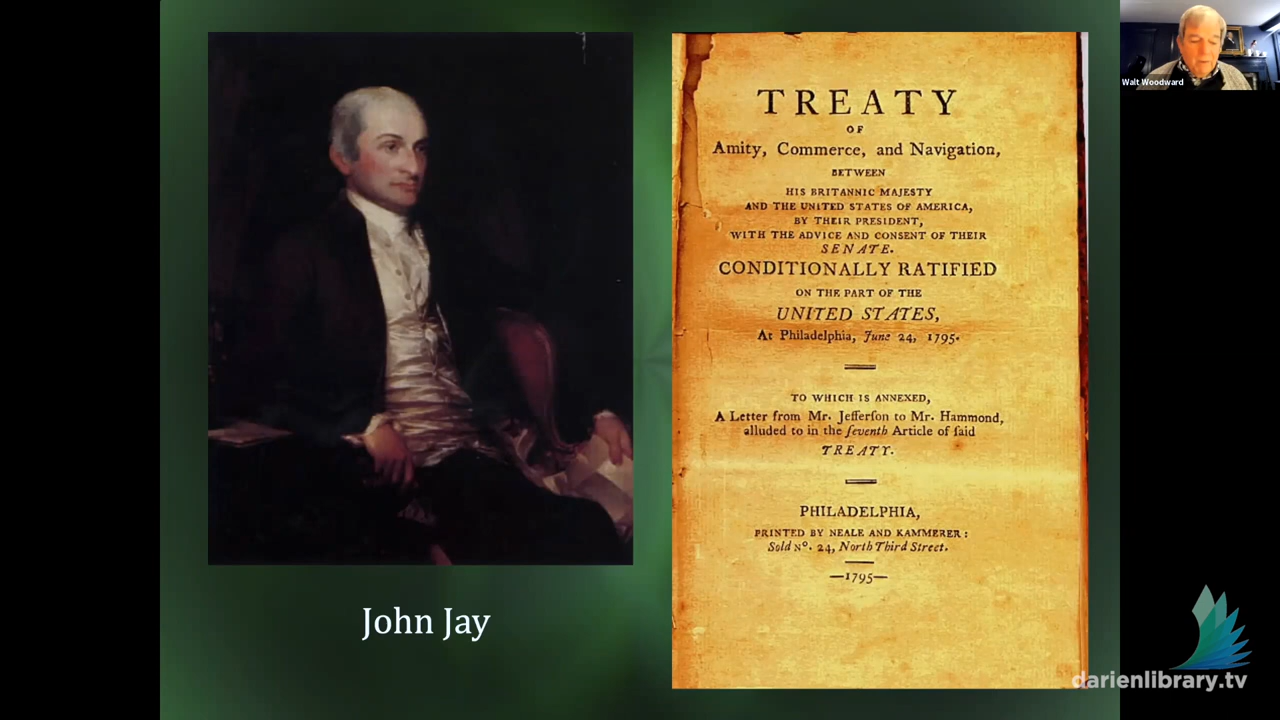 John Jay
TREATY
OF
Amity, Commerce, and Navigation,
BETWEEN
HIS BRITANNIC MAJESTY
AND THE UNITED STATES OF AMERICA,
BY THEIR PRESIDENT,
WITH THE ADVICE AND CONSENT OF THEIR
SENATE.
CONDITIONALLY RATIFIED
ON THE PART OF THE
UNITED STATES,
At Philadelphia, June 24, 1795.
TO WHICH IS ANNEXED,
A Letter from Mr. Jefferſon to Mr. Hammond,
alluded to in the ſeventh Article of ſaid
TREATY.
PHILADELPHIA,
PRINTED BY NEALE AND KAMMERER:
Sold No. 24, North Third Street.
—1795—
Walt Woodward
darienlibrary.tv